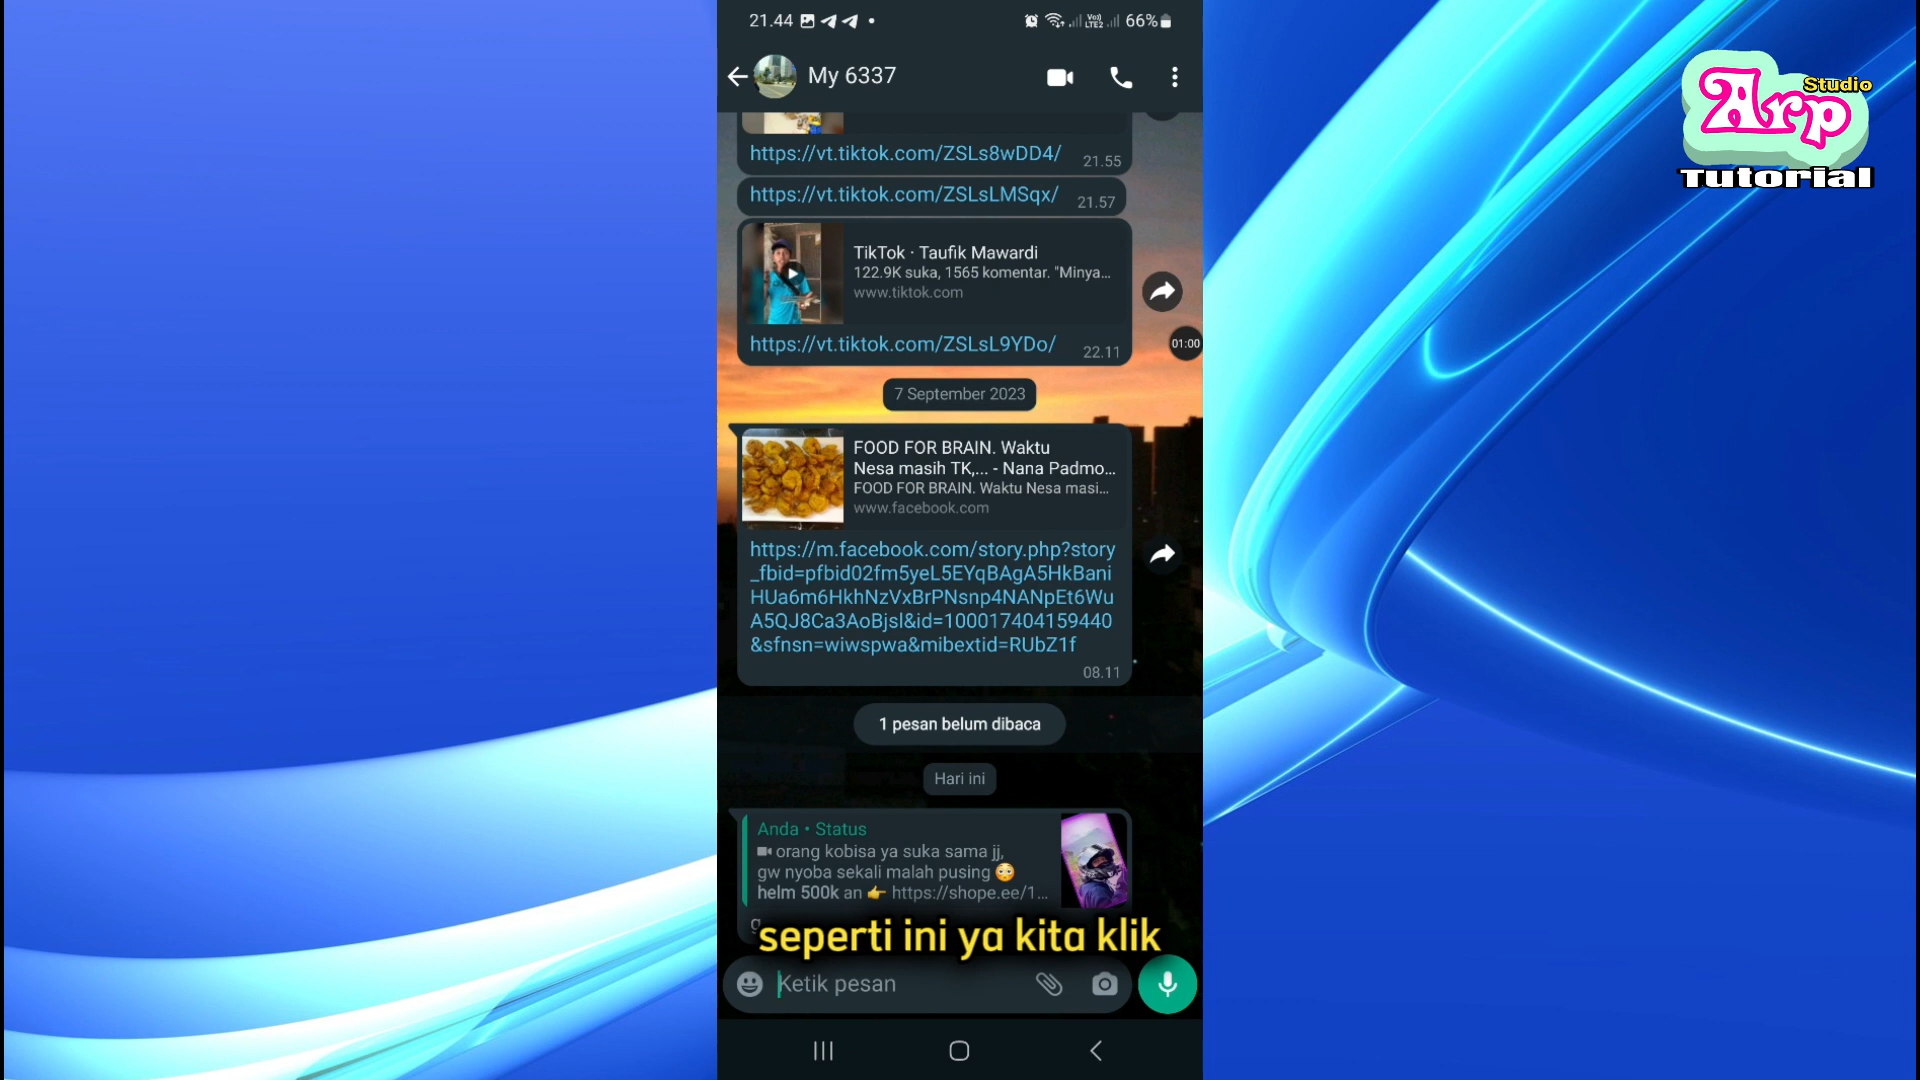 21.44
66%
My 6337
https://vt.tiktok.com/ZSLs8wDD4/
21.55
https://vt.tiktok.com/ZSLsLMSqx/
21.57
TikTok · Taufik Mawardi
122.9K suka, 1565 komentar. "Minya...
www.tiktok.com
https://vt.tiktok.com/ZSLsL9YDo/
22.11
01:00
7 September 2023
FOOD FOR BRAIN. Waktu
Nesa masih TK,... - Nana Padmo...
FOOD FOR BRAIN. Waktu Nesa masi...
www.facebook.com
https://m.facebook.com/story.php?story
_fbid=pfbid02fm5yeL5EYqBAgA5HkBani
HUa6m6HkhNzVxBrPNsnp4NANpEt6Wu
A5QJ8Ca3AoBjsl&id=100017404159440
&sfnsn=wiwspwa&mibextid=RUbZ1f
08.11
1 pesan belum dibaca
Hari ini
Anda • Status
orang kobisa ya suka sama jj,
gw nyoba sekali malah pusing 😳
helm 500k an 👉 https://shope.ee/1...
seperti ini ya kita klik
Ketik pesan
Arp Studio
Tutorial